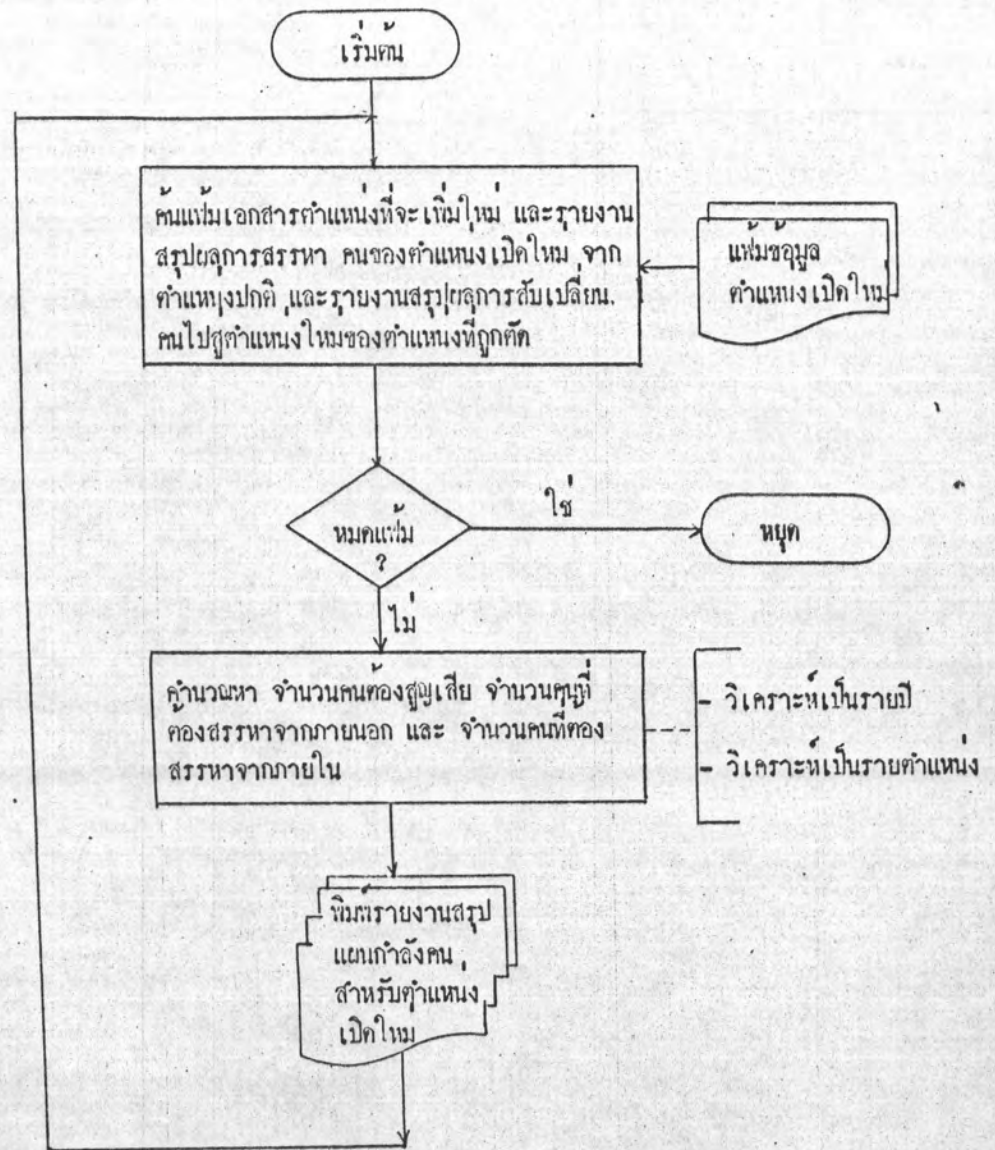 เริ่มต้น
ค้นแฟ้มเอกสารตำแหน่งที่จะเพิ่มใหม่ และรายงาน
สรุปผลการสรรหา คนของตำแหน่งเปิดใหม่ จาก
ตำแหน่งปกติ และรายงานสรุปผลการสับเปลี่ยน.
คนไปสู่ตำแหน่งใหม่ของตำแหน่งที่ถูกตัด
แฟ้มข้อมูล
ตำแหน่งเปิดใหม่
หมดแฟ้ม
?
ใช่
หยุด
ไม่
คำนวณหา จำนวนคนต้องสูญเสีย จำนวนคนที่
ต้องสรรหาจากภายนอก และ จำนวนคนที่ต้อง
สรรหาจากภายใน
- วิเคราะห์เป็นรายปี
- วิเคราะห์เป็นรายตำแหน่ง
พิมพ์รายงานสรุป
แผนกำลังคน
สำหรับตำแหน่ง
เปิดใหม่